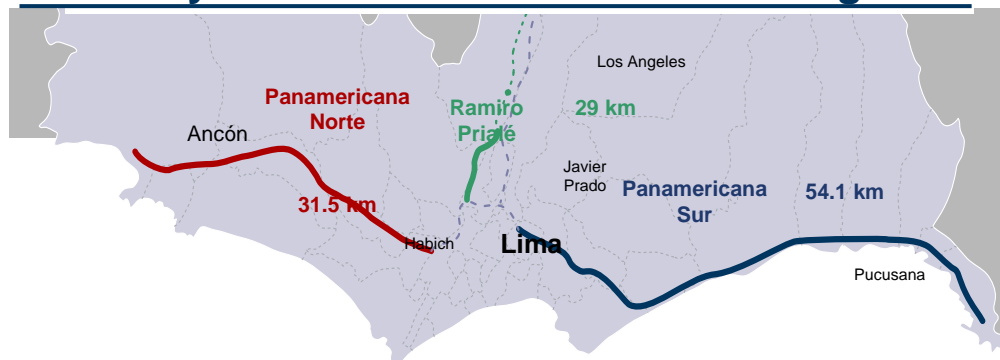 Los Angeles
Panamericana
Norte
Ramiro
Prialé
29 km
Ancón
Javier
Prado
Panamericana
Sur
54.1 km
31.5 km
Habich
Lima
Pucusana